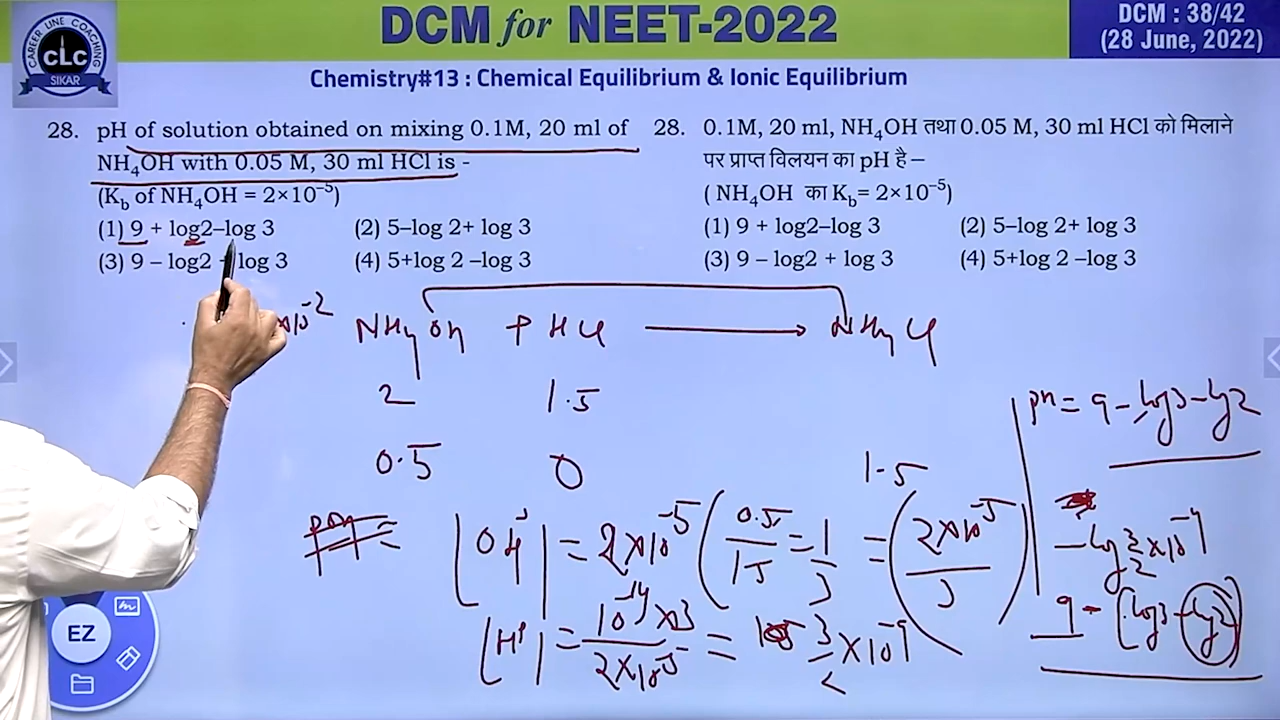 CAREER LINE COACHING
CLC
SIKAR
DCM for NEET-2022
DCM : 38/42
(28 June, 2022)
Chemistry#13 : Chemical Equilibrium & Ionic Equilibrium
28. pH of solution obtained on mixing 0.1M, 20 ml of
NH₄OH with 0.05 M, 30 ml HCl is -
(K_b of NH₄OH = 2×10⁻⁵)
(1) 9 + log2–log 3 (2) 5–log 2+ log 3
(3) 9 – log2 log 3 (4) 5+log 2 –log 3
28. 0.1M, 20 ml, NH₄OH तथा 0.05 M, 30 ml HCl को मिलाने
पर प्राप्त विलयन का pH है –
( NH₄OH का K_b= 2×10⁻⁵)
(1) 9 + log2–log 3 (2) 5–log 2+ log 3
(3) 9 – log2 + log 3 (4) 5+log 2 –log 3
×10⁻² NH₄OH + HCl ⟶ NH₄Cl
2 1.5
0.5 0 1.5
pH = 9 - log3 - log2
[OH⁻] = 2×10⁻⁵ ( 0.5/15 = 1/3 = ( 2×10⁻⁵/3 )
[H⁺] = 10⁻¹⁴×3/2×10⁻⁵ = 3/2 ×10⁻⁹
-log 3/2 ×10⁻⁹
9 - (log3 - log2)
EZ